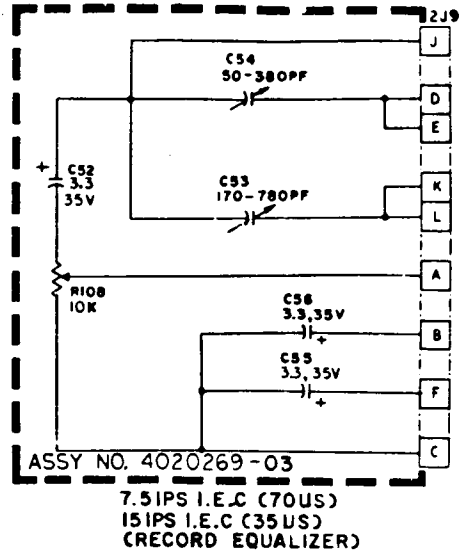 2J9
J
C54
50-380PF
D
E
+
C52
3.3
35V
C53
170-780PF
K
L
A
R108
10K
C56
3.3,35V
+
B
C55
3.3, 35V
+
F
C
ASSY NO. 4020269-03
7.5IPS I.E.C (70US)
15IPS I.E.C (35US)
(RECORD EQUALIZER)